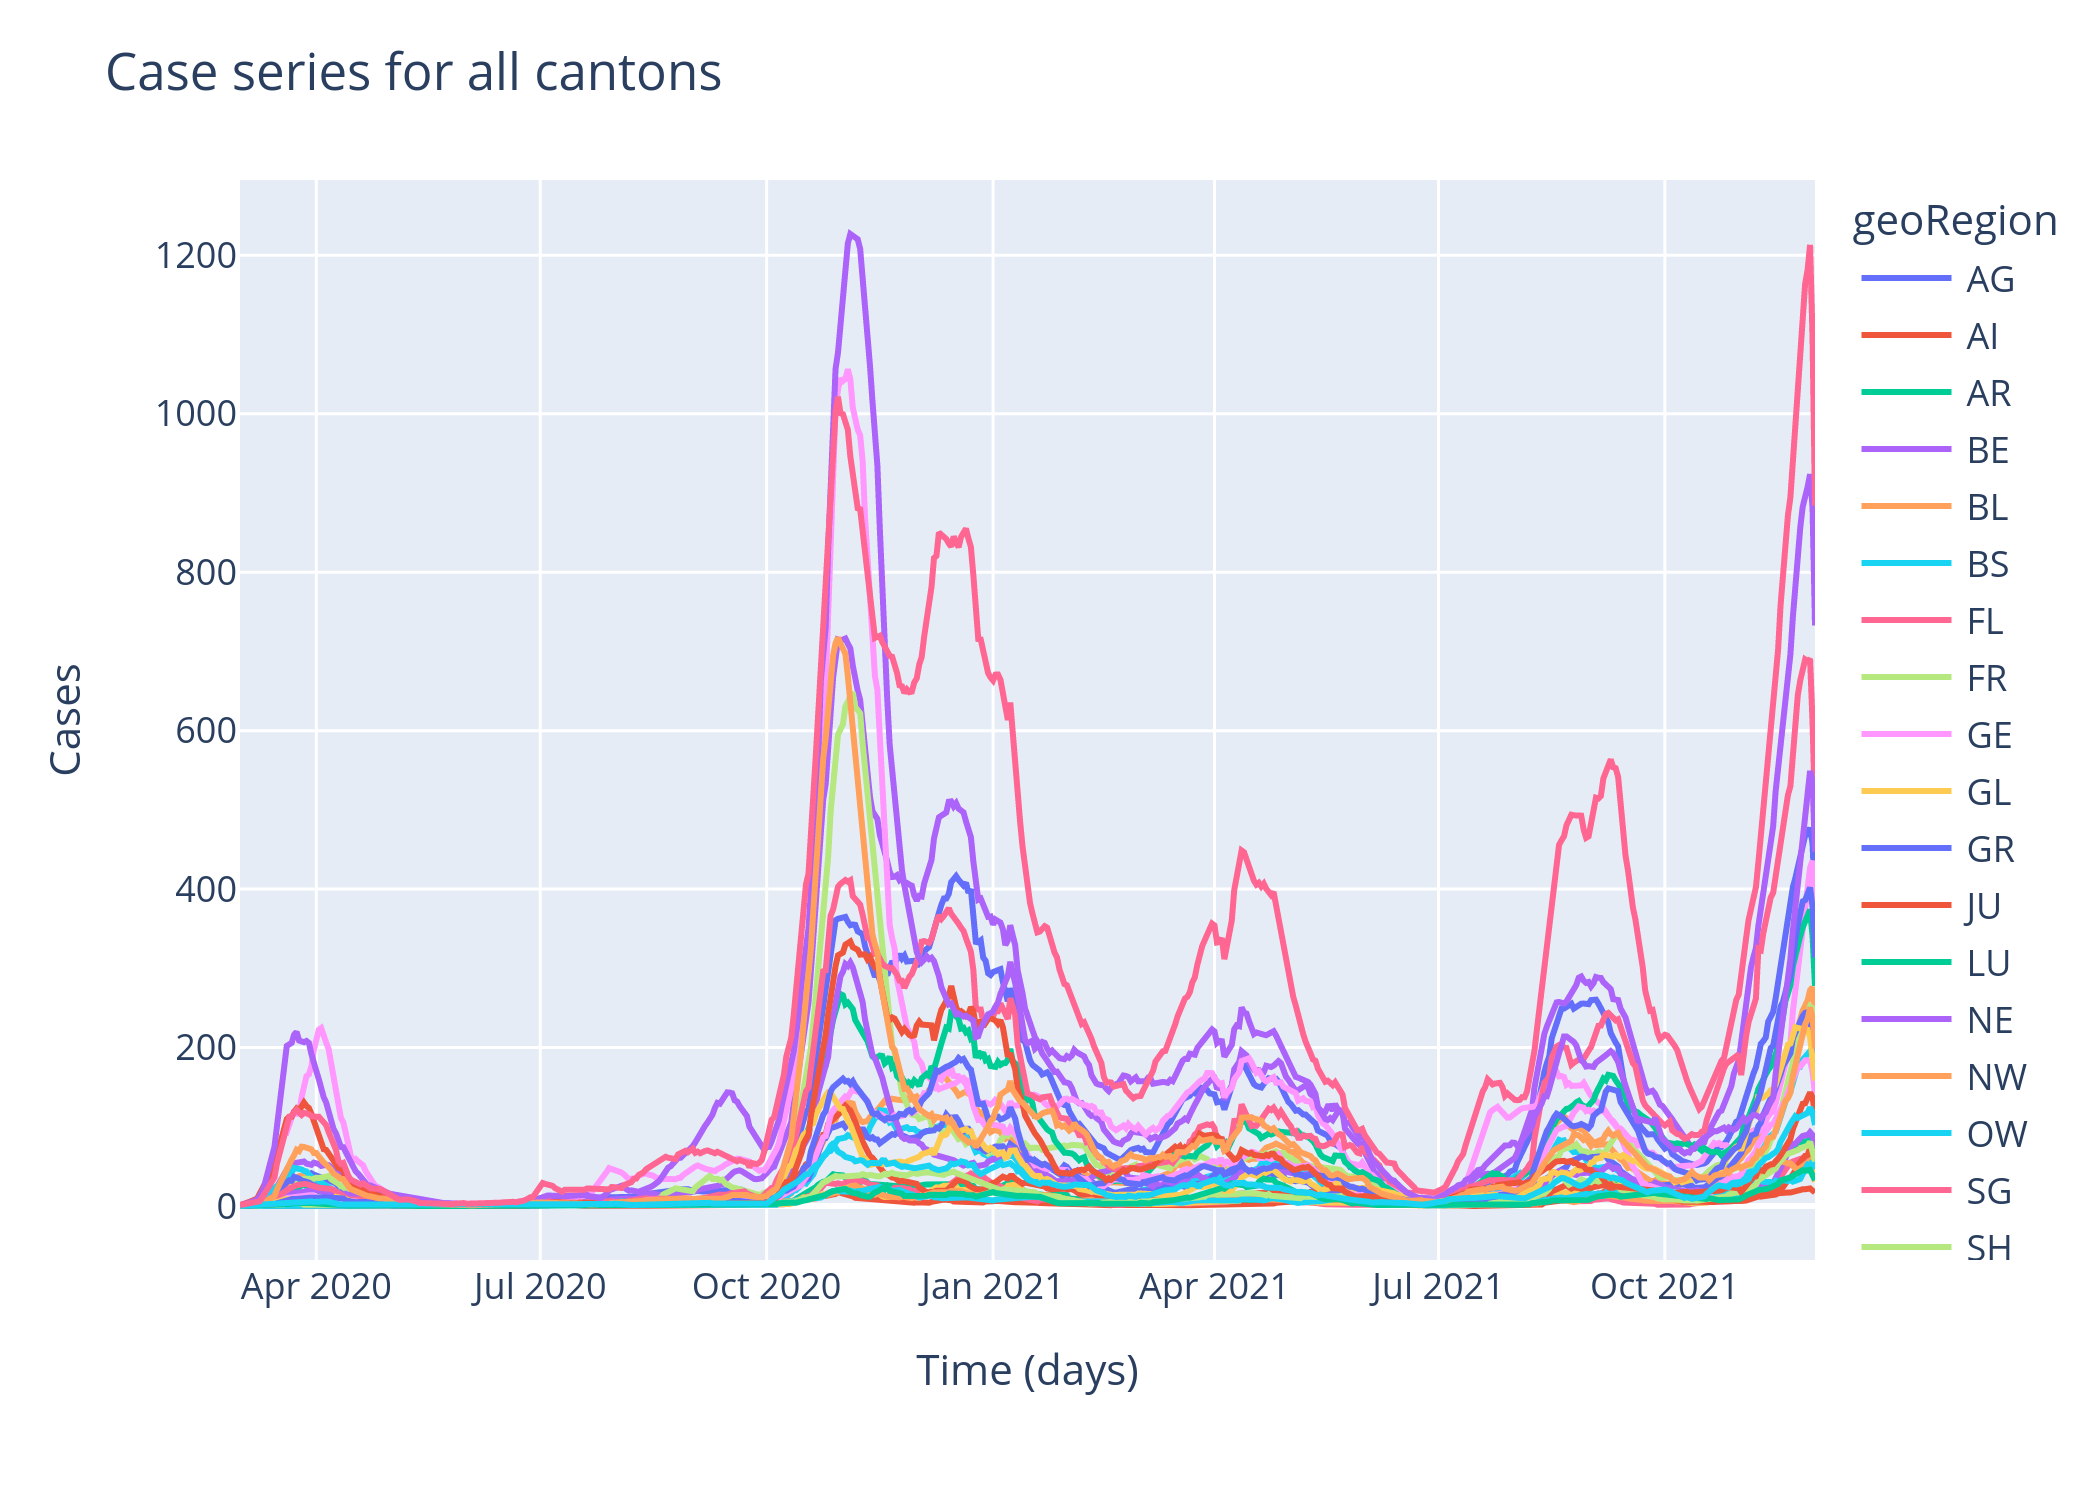 Case series for all cantons
geoRegion
AG
AI
AR
BE
BL
BS
FL
FR
GE
GL
GR
JU
LU
NE
NW
OW
SG
SH
1200
1000
800
600
400
200
0
Cases
Apr 2020
Jul 2020
Oct 2020
Jan 2021
Apr 2021
Jul 2021
Oct 2021
Time (days)